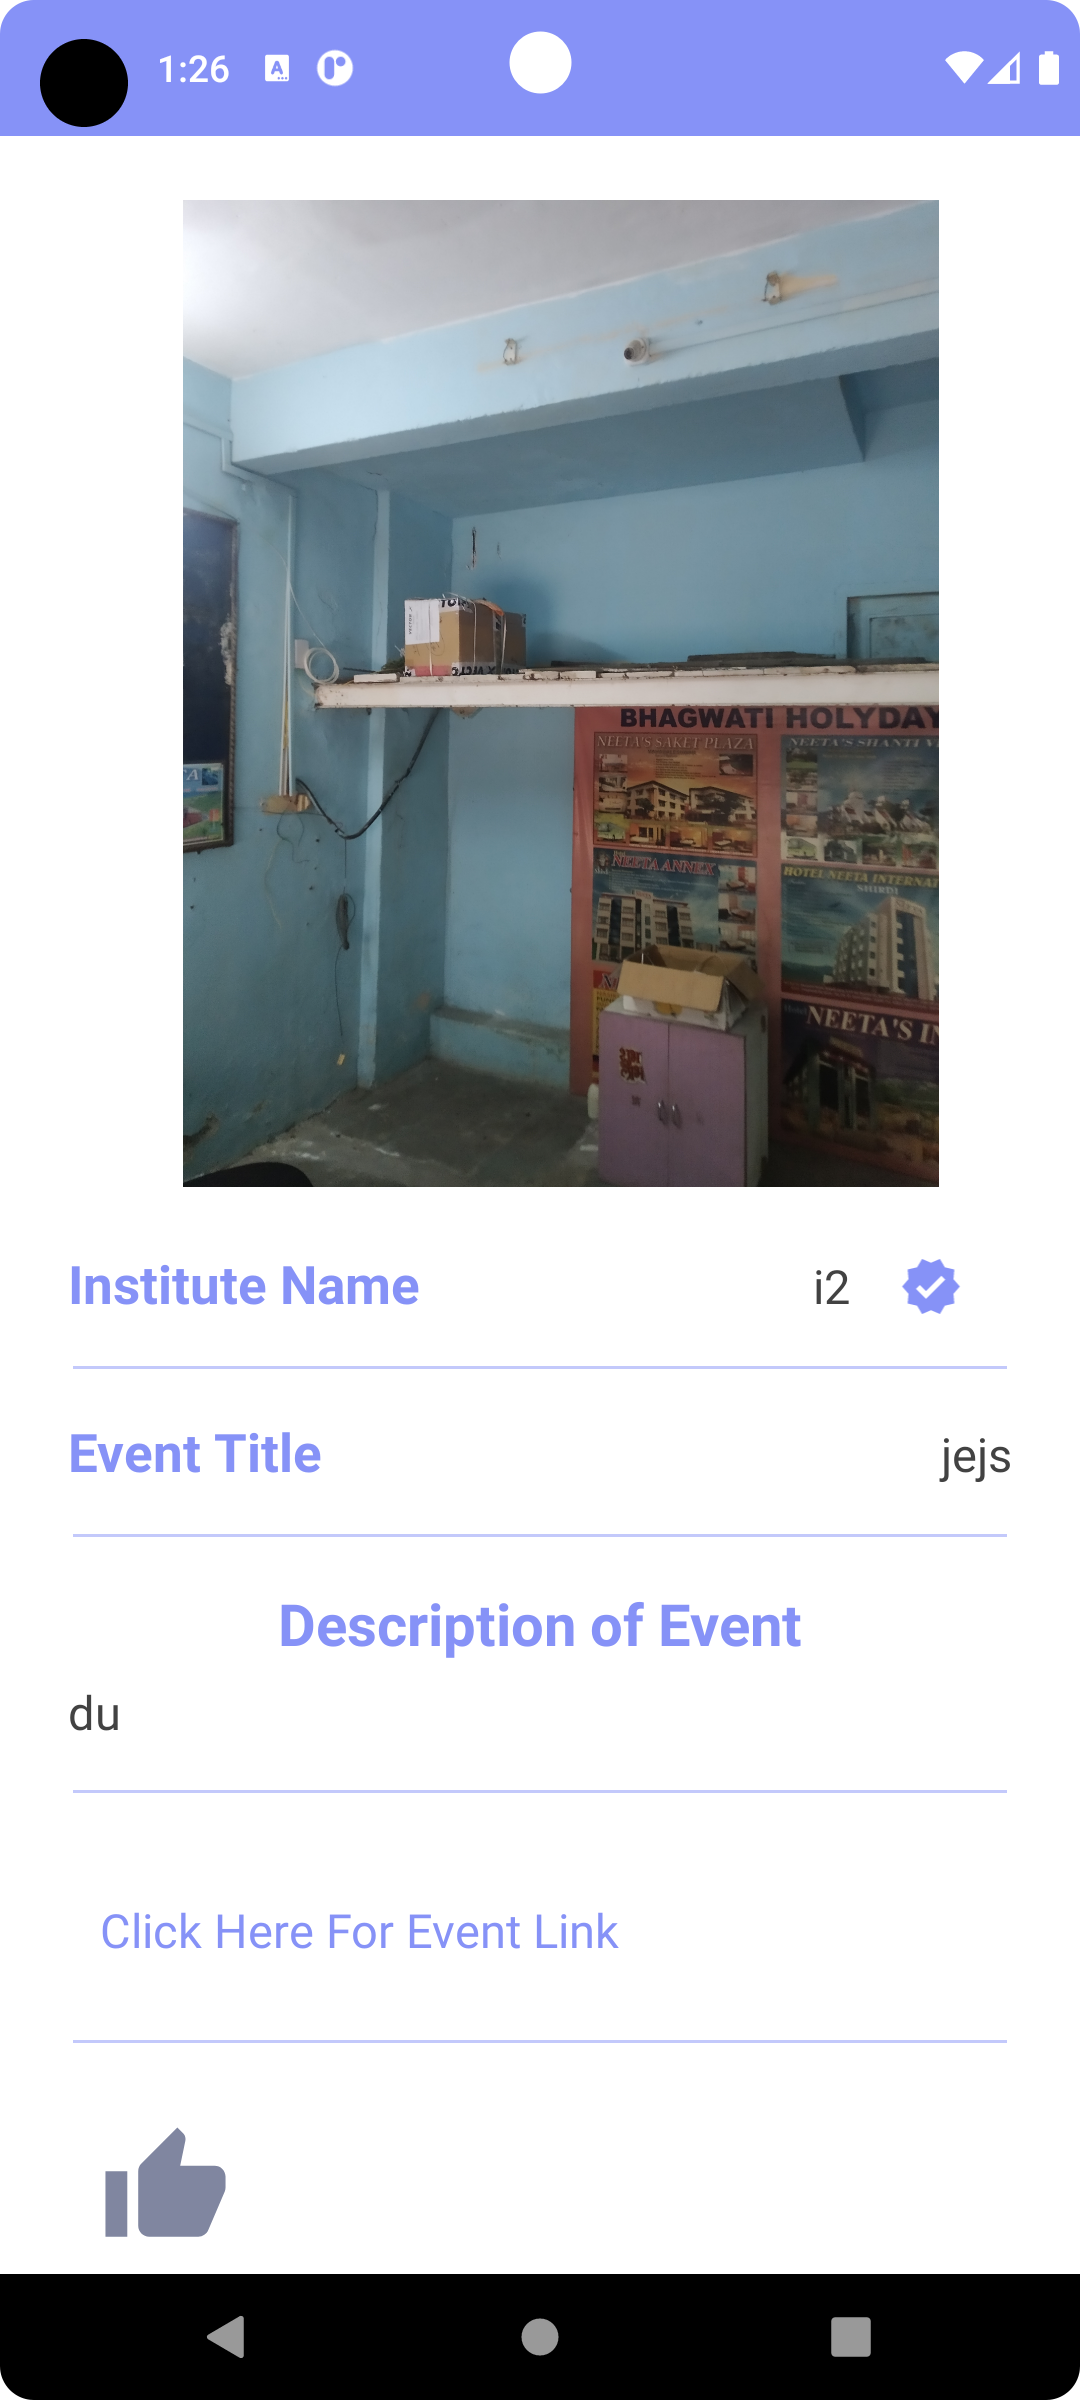 1:26
BHAGWATI HOLYDAY
NEETA'S SAKET PLAZA
NEETA'S SHANTI
NEETA ANNEX
HOTEL NEETA INTERNAT
SHIRDI
NEETA'S IN
Institute Name
i2
Event Title
jejs
Description of Event
du
Click Here For Event Link